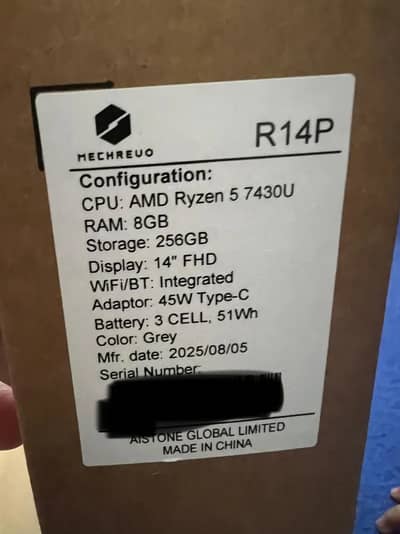 MECHREVO
R14P
Configuration:
CPU: AMD Ryzen 5 7430U
RAM: 8GB
Storage: 256GB
Display: 14" FHD
WiFi/BT: Integrated
Adaptor: 45W Type-C
Battery: 3 CELL, 51Wh
Color: Grey
Mfr. date: 2025/08/05
Serial Number:
AISTONE GLOBAL LIMITED
MADE IN CHINA